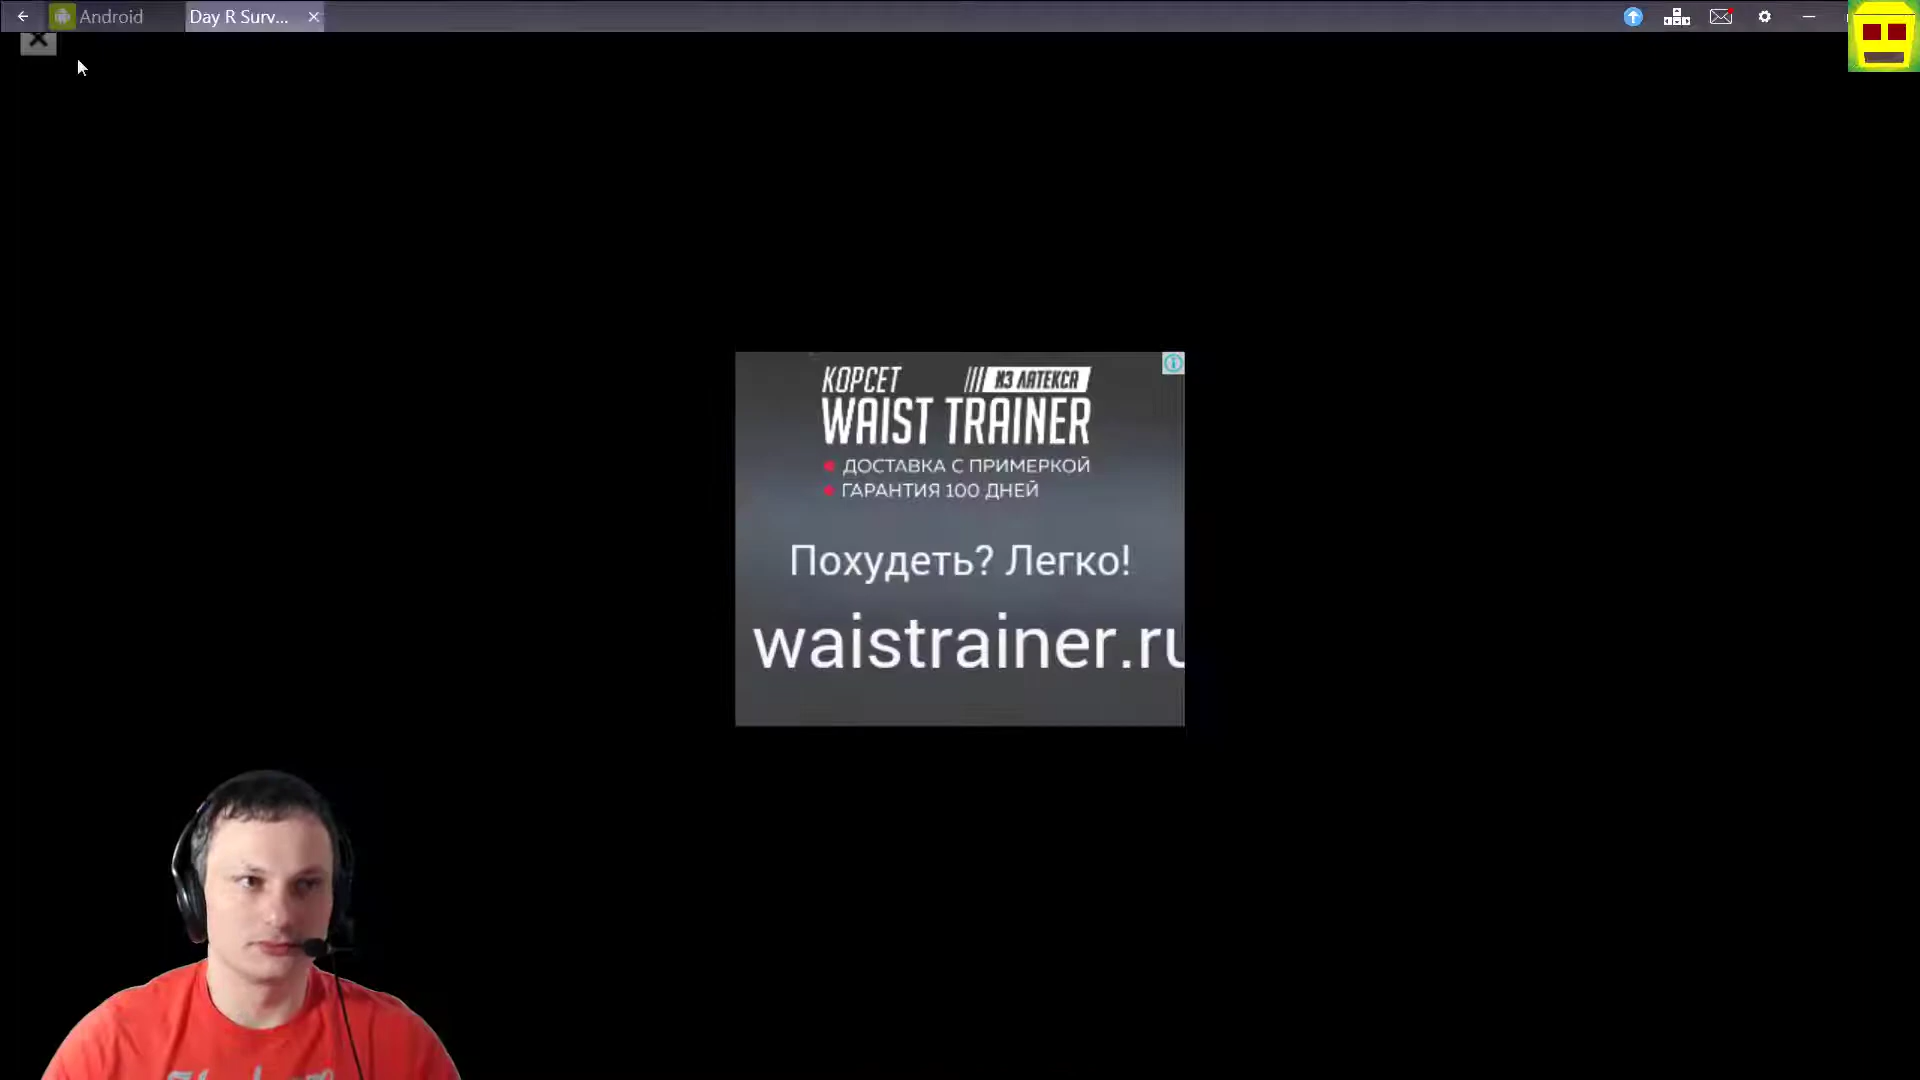 Android
Day R Surv...
КОРСЕТ ИЗ ЛАТЕКСА
WAIST TRAINER
ДОСТАВКА С ПРИМЕРКОЙ
ГАРАНТИЯ 100 ДНЕЙ
Похудеть? Легко!
waistrainer.ru